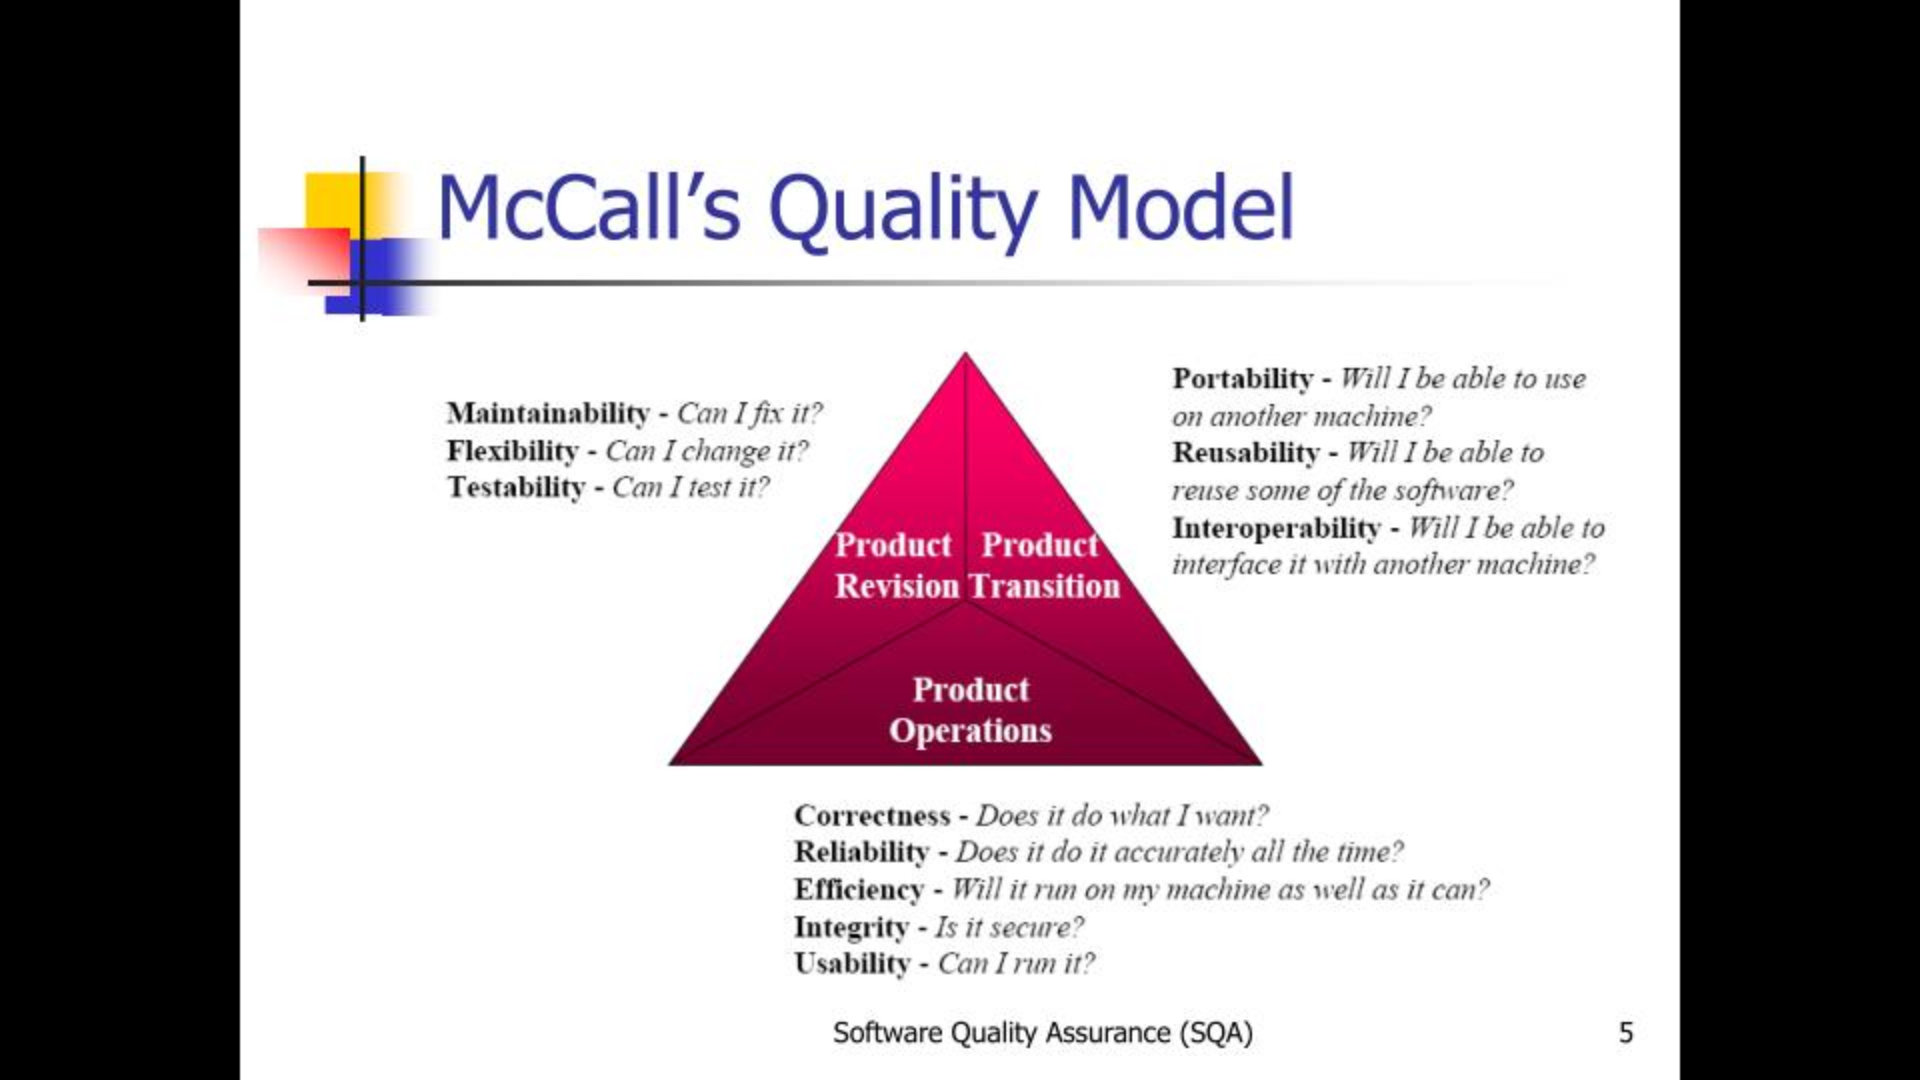 McCall’s Quality Model
Maintainability - Can I fix it?
Flexibility - Can I change it?
Testability - Can I test it?
Portability - Will I be able to use
on another machine?
Reusability - Will I be able to
reuse some of the software?
Interoperability - Will I be able to
interface it with another machine?
Product
Revision
Product
Transition
Product
Operations
Correctness - Does it do what I want?
Reliability - Does it do it accurately all the time?
Efficiency - Will it run on my machine as well as it can?
Integrity - Is it secure?
Usability - Can I run it?
Software Quality Assurance (SQA)
5